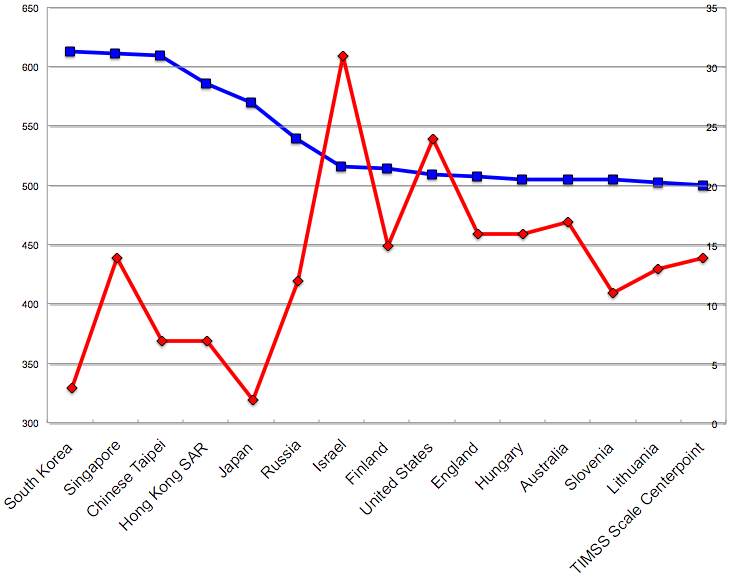 650
600
550
500
450
400
350
300
35
30
25
20
15
10
5
0
South Korea
Singapore
Chinese Taipei
Hong Kong SAR
Japan
Russia
Israel
Finland
United States
England
Hungary
Australia
Slovenia
Lithuania
TIMSS Scale Centerpoint